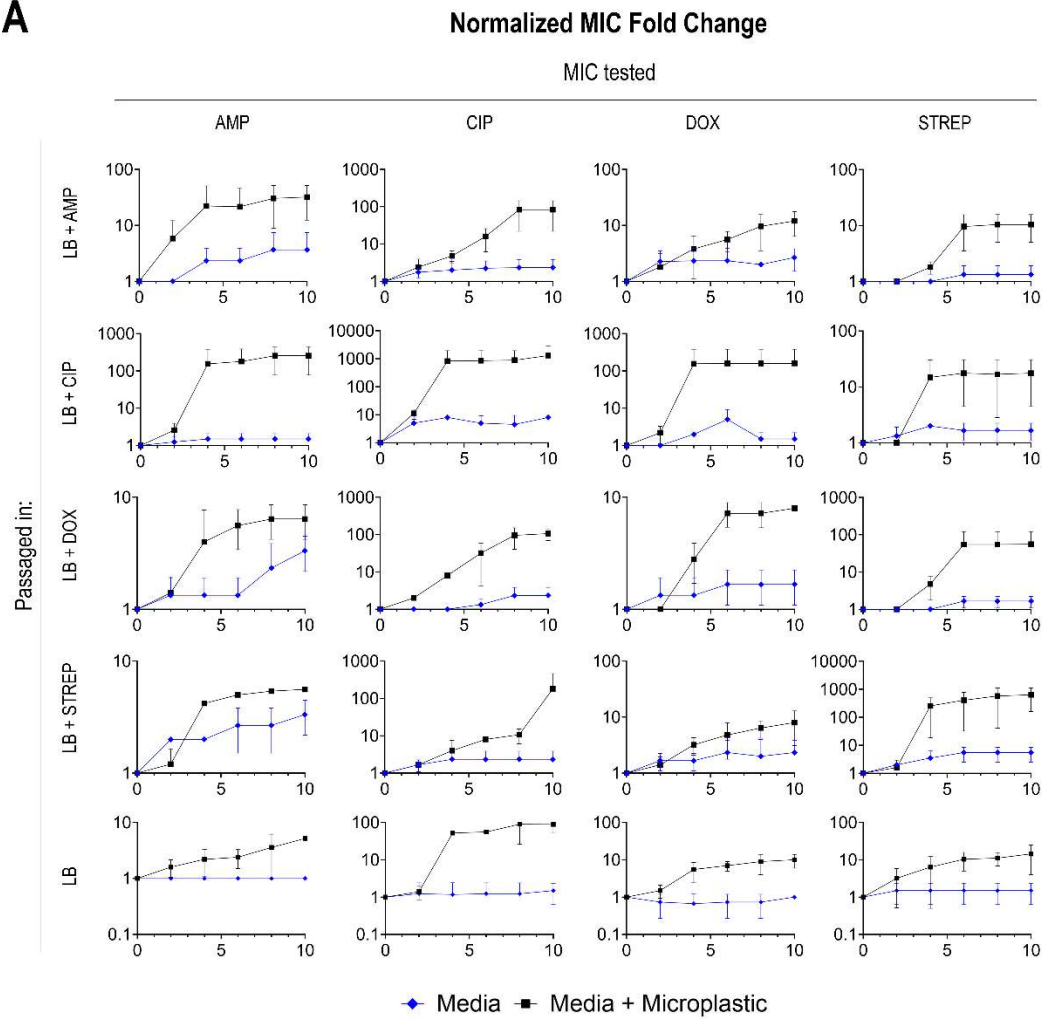 A
Normalized MIC Fold Change
MIC tested
AMP CIP DOX STREP
Passaged in:
LB + AMP
100 10 1 0 5 10
1000 100 10 1 0 5 10
100 10 1 0 5 10
100 10 1 0 5 10
LB + CIP
1000 100 10 1 0 5 10
10000 1000 100 10 1 0 5 10
1000 100 10 1 0 5 10
100 10 1 0 5 10
LB + DOX
10 1 0 5 10
1000 100 10 1 0 5 10
10 1 0 5 10
1000 100 10 1 0 5 10
LB + STREP
10 1 0 5 10
1000 100 10 1 0 5 10
100 10 1 0 5 10
10000 1000 100 10 1 0 5 10
LB
10 1 0.1 0 5 10
100 10 1 0.1 0 5 10
100 10 1 0.1 0 5 10
100 10 1 0.1 0 5 10
Media Media + Microplastic